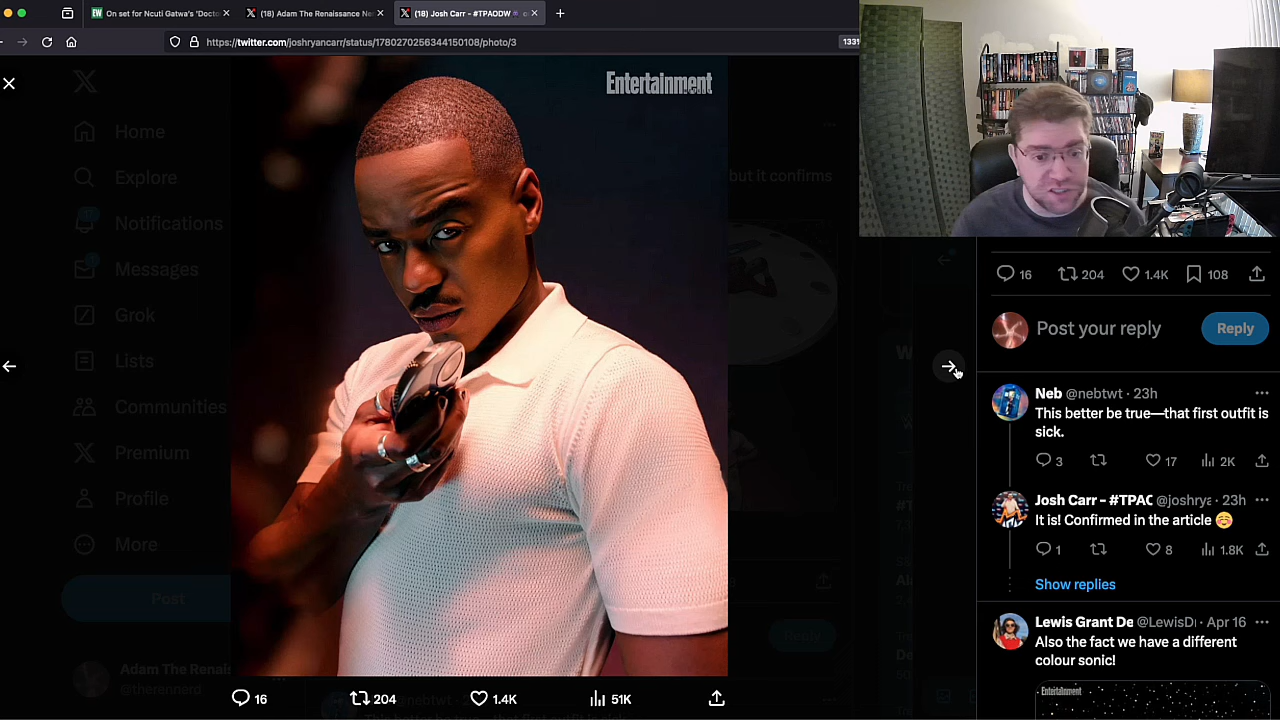 On set for Ncuti Gatwa's 'Docto
(18) Adam The Renaissance Ne
(18) Josh Carr - #TPAODW
https://twitter.com/joshryancarr/status/1780270256344150108/photo/3
133%
Entertainment
Home
Explore
Notifications
Messages
Grok
Lists
Communities
Premium
Profile
More
Post
Adam The Renais
@therennerd
but it confirms
16
204
1.4K
51K
16
204
1.4K
108
Post your reply
Reply
Neb @nebtwt · 23h
This better be true—that first outfit is
sick.
3
17
2K
Josh Carr - #TPAC @joshrya · 23h
It is! Confirmed in the article
1
8
1.8K
Show replies
Lewis Grant De @LewisD · Apr 16
Also the fact we have a different
colour sonic!
Entertainment